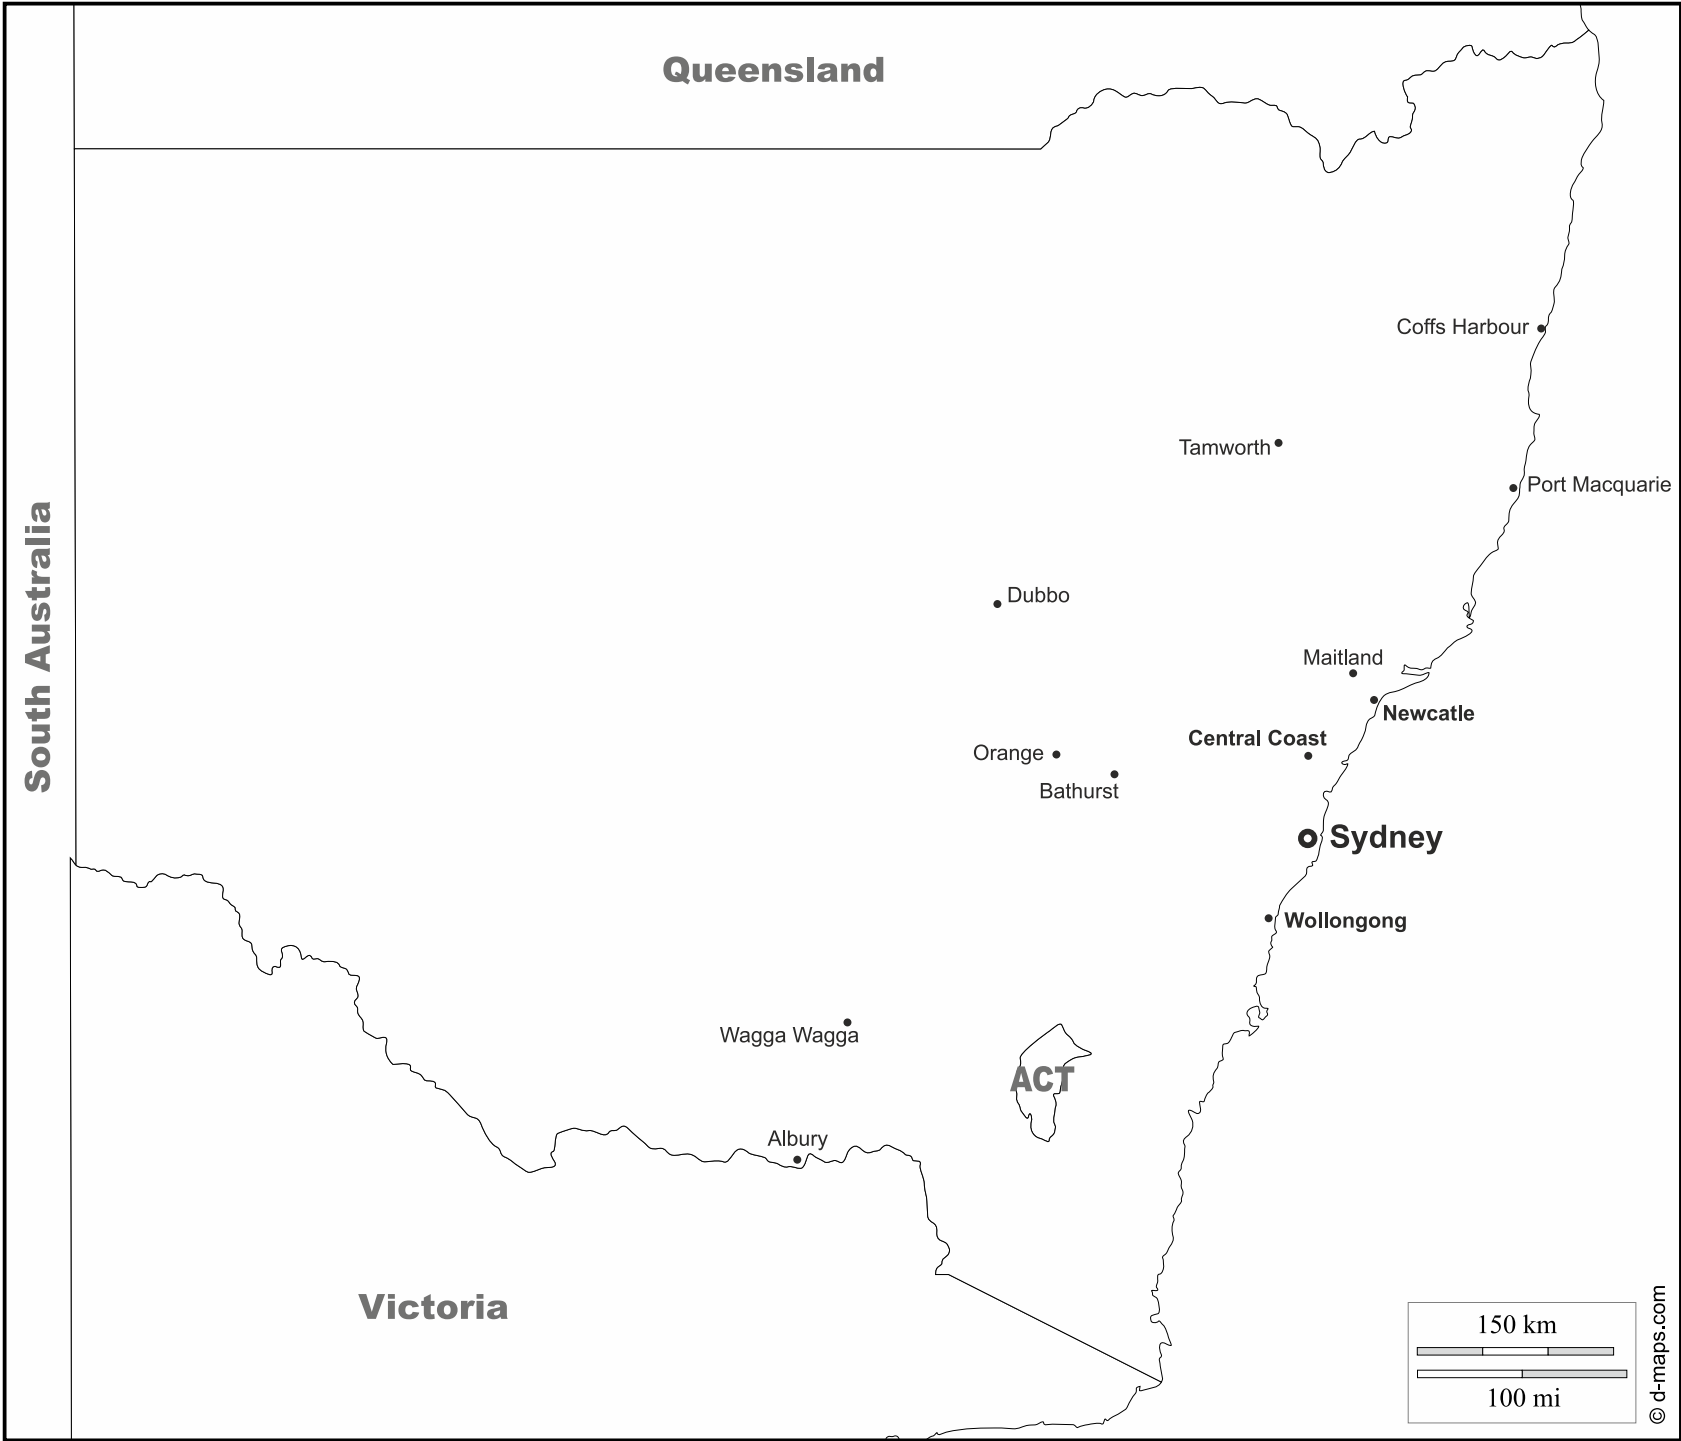 Queensland
South Australia
Coffs Harbour
Tamworth
Port Macquarie
Dubbo
Maitland
Newcatle
Central Coast
Orange
Bathurst
Sydney
Wollongong
Wagga Wagga
ACT
Albury
Victoria
150 km
100 mi
© d-maps.com